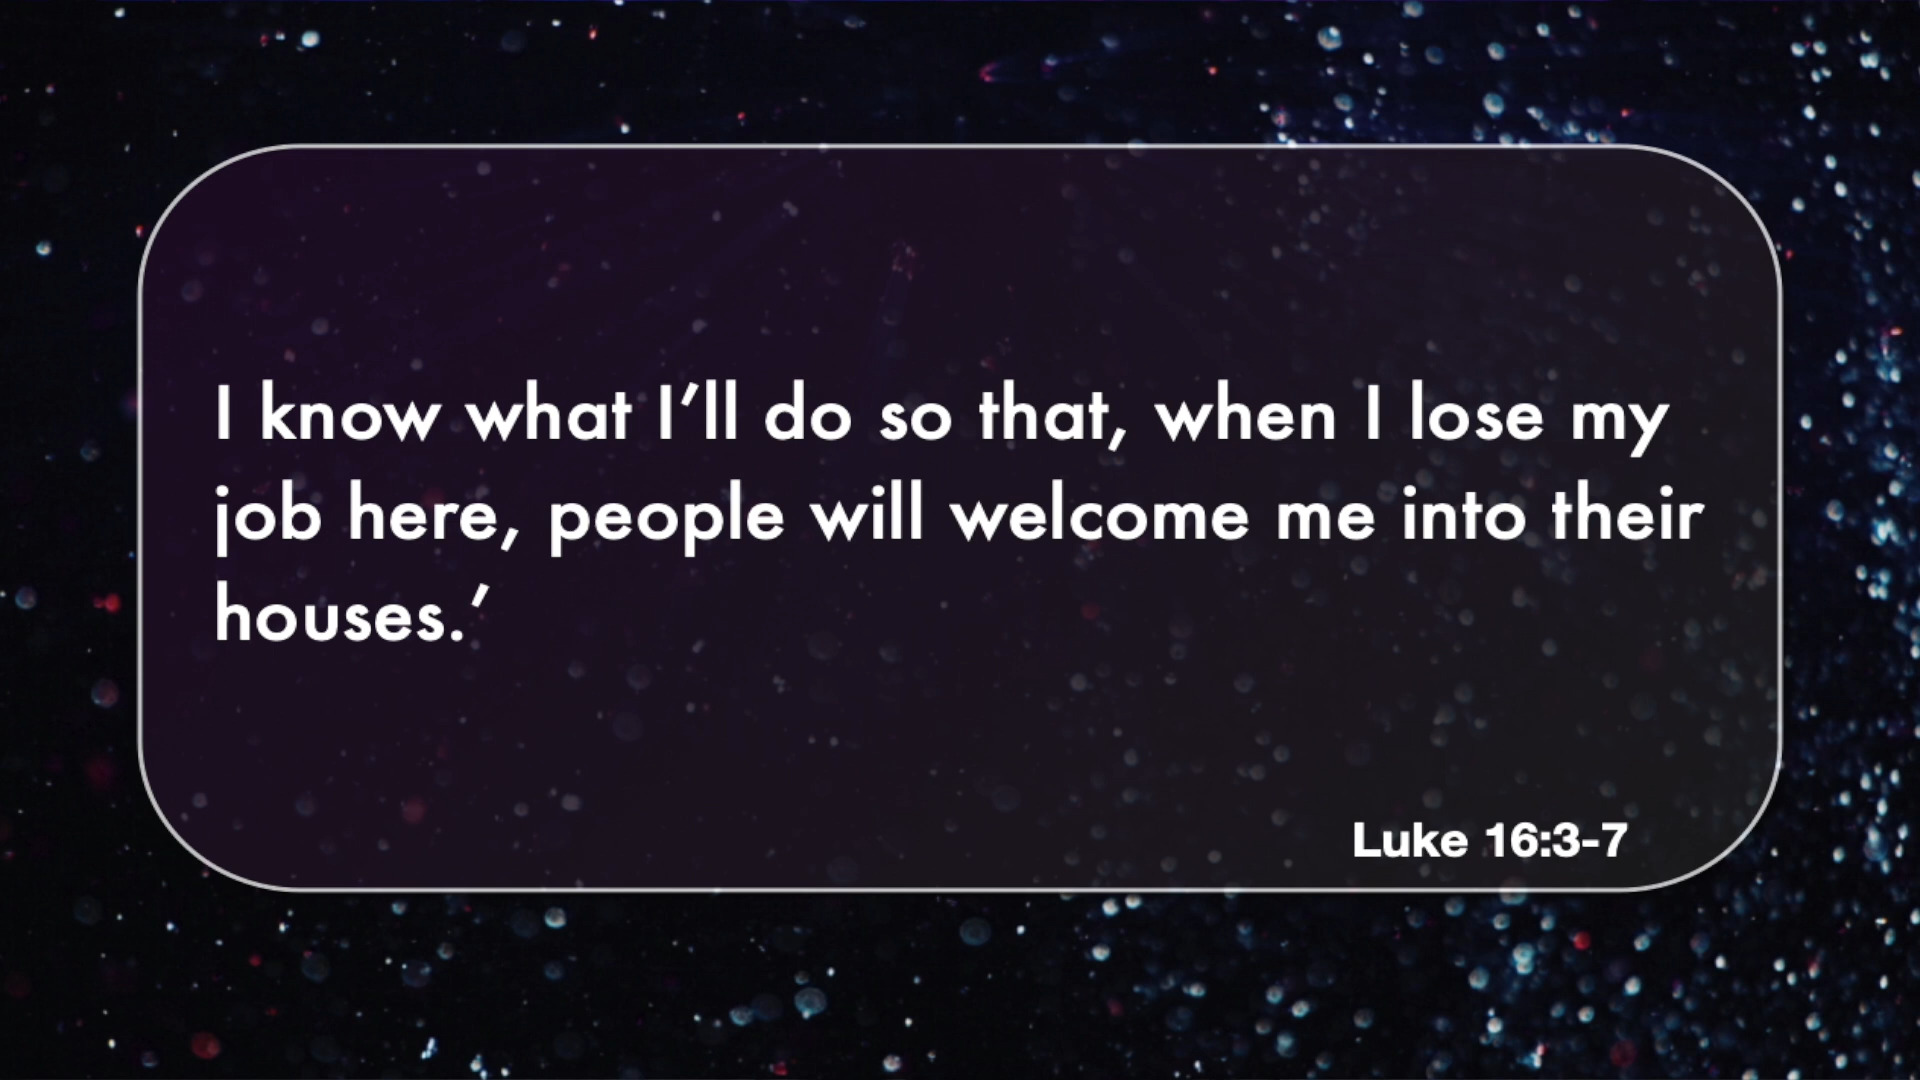 I know what I’ll do so that, when I lose my
job here, people will welcome me into their
houses.’
Luke 16:3-7